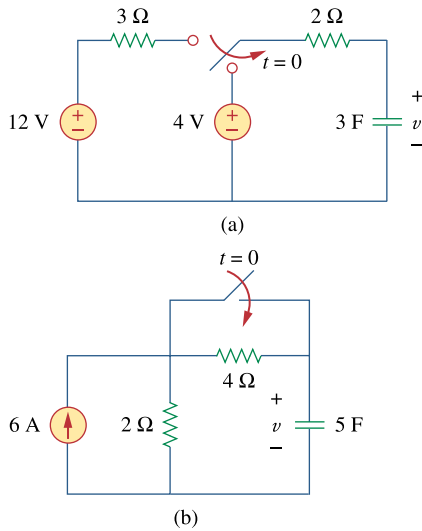 3 Ω 2 Ω
t = 0
12 V + − 4 V + − 3 F + v −
(a)
t = 0
4 Ω
6 A 2 Ω + v − 5 F
(b)